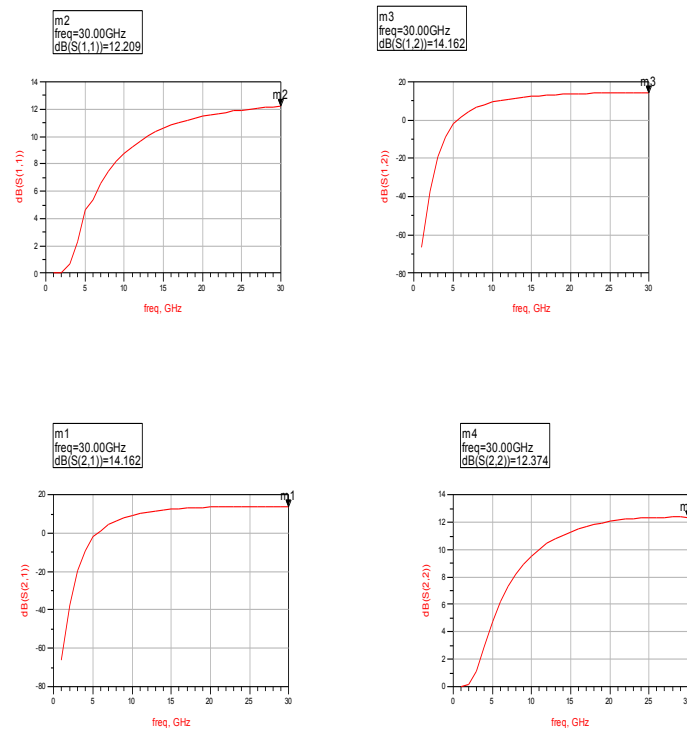 m2
freq=30.00GHz
dB(S(1,1))=12.209
m3
freq=30.00GHz
dB(S(1,2))=14.162
m2
14
12
10
8
6
4
2
0
0 5 10 15 20 25 30
dB(S(1,1))
freq, GHz
m3
20
0
-20
-40
-60
-80
0 5 10 15 20 25 30
dB(S(1,2))
freq, GHz
m1
freq=30.00GHz
dB(S(2,1))=14.162
m4
freq=30.00GHz
dB(S(2,2))=12.374
m1
20
0
-20
-40
-60
-80
0 5 10 15 20 25 30
dB(S(2,1))
freq, GHz
14
12
10
8
6
4
2
0
0 5 10 15 20 25
dB(S(2,2))
freq, GHz